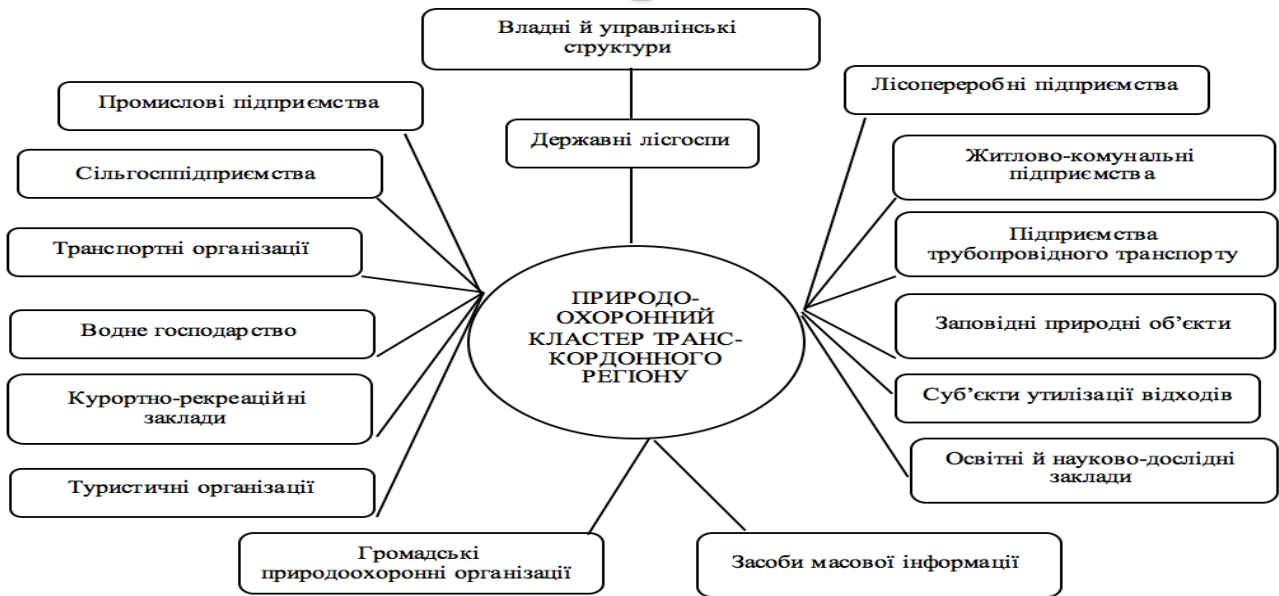 Владні й управлінські
структури
Промислові підприємства
Лісопереробні підприємства
Державні лісгоспи
Сільгосппідприємства
Житлово-комунальні
підприємства
Транспортні організації
Підприємства
трубопровідного транспорту
ПРИРОДО-
ОХОРОННИЙ
КЛАСТЕР ТРАНС-
КОРДОННОГО
РЕГІОНУ
Водне господарство
Заповідні природні об’єкти
Курортно-рекреаційні
заклади
Суб’єкти утилізації відходів
Туристичні організації
Освітні й науково-дослідні
заклади
Громадські
природоохоронні організації
Засоби масової інформації